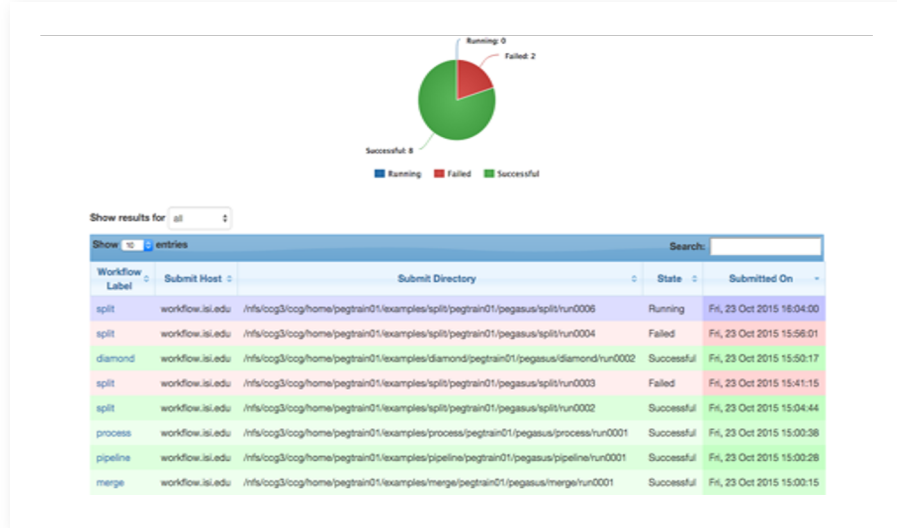 Running: 0
Failed: 2
Successful: 8
Running Failed Successful
Show results for all
Show 10 entries Search:
Workflow Label Submit Host Submit Directory State Submitted On
split workflow.isi.edu /nfs/ccg3/ccg/home/pegtrain01/examples/split/pegtrain01/pegasus/split/run0006 Running Fri, 23 Oct 2015 16:04:00
split workflow.isi.edu /nfs/ccg3/ccg/home/pegtrain01/examples/split/pegtrain01/pegasus/split/run0004 Failed Fri, 23 Oct 2015 15:56:01
diamond workflow.isi.edu /nfs/ccg3/ccg/home/pegtrain01/examples/diamond/pegtrain01/pegasus/diamond/run0002 Successful Fri, 23 Oct 2015 15:50:17
split workflow.isi.edu /nfs/ccg3/ccg/home/pegtrain01/examples/split/pegtrain01/pegasus/split/run0003 Failed Fri, 23 Oct 2015 15:41:15
split workflow.isi.edu /nfs/ccg3/ccg/home/pegtrain01/examples/split/pegtrain01/pegasus/split/run0002 Successful Fri, 23 Oct 2015 15:04:44
process workflow.isi.edu /nfs/ccg3/ccg/home/pegtrain01/examples/process/pegtrain01/pegasus/process/run0001 Successful Fri, 23 Oct 2015 15:00:38
pipeline workflow.isi.edu /nfs/ccg3/ccg/home/pegtrain01/examples/pipeline/pegtrain01/pegasus/pipeline/run0001 Successful Fri, 23 Oct 2015 15:00:28
merge workflow.isi.edu /nfs/ccg3/ccg/home/pegtrain01/examples/merge/pegtrain01/pegasus/merge/run0001 Successful Fri, 23 Oct 2015 15:00:15